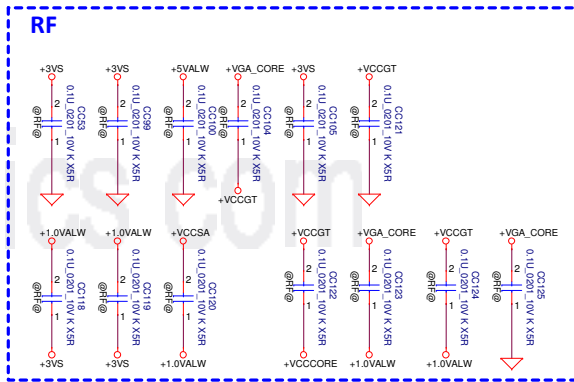 RF
+3VS
+3VS
+5VALW
+VGA_CORE
+3VS
+VCCGT
2
1
CC53
0.1U_0201_10V K X5R
@RF@
2
1
CC99
0.1U_0201_10V K X5R
@RF@
2
1
CC100
0.1U_0201_10V K X5R
@RF@
2
1
CC104
0.1U_0201_10V K X5R
@RF@
2
1
CC105
0.1U_0201_10V K X5R
@RF@
2
1
CC121
0.1U_0201_10V K X5R
@RF@
+VCCGT
ics com
+1.0VALW
+1.0VALW
+VCCSA
+VCCGT
+VGA_CORE
+VCCGT
+VGA_CORE
2
1
CC118
0.1U_0201_10V K X5R
@RF@
2
1
CC119
0.1U_0201_10V K X5R
@RF@
2
1
CC120
0.1U_0201_10V K X5R
@RF@
2
1
CC122
0.1U_0201_10V K X5R
@RF@
2
1
CC123
0.1U_0201_10V K X5R
@RF@
2
1
CC124
0.1U_0201_10V K X5R
@RF@
2
1
CC125
0.1U_0201_10V K X5R
@RF@
+3VS
+3VS
+1.0VALW
+VCCCORE
+1.0VALW
+1.0VALW